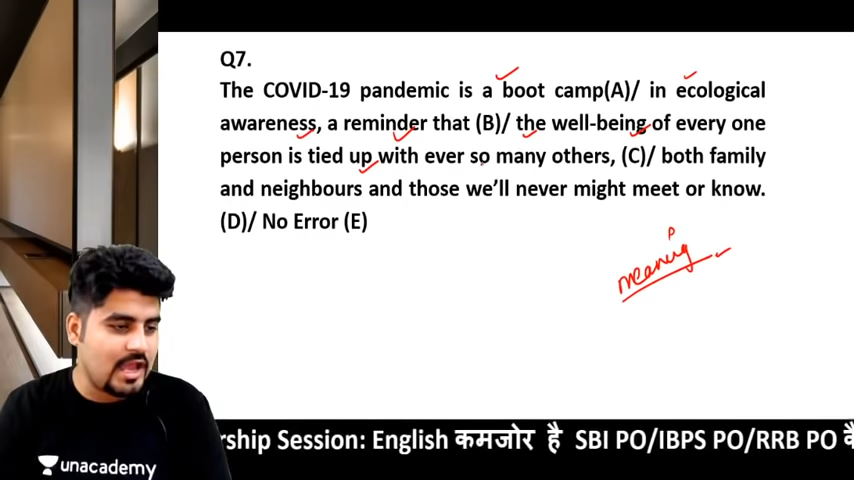 Q7.
The COVID-19 pandemic is a boot camp(A)/ in ecological
awareness, a reminder that (B)/ the well-being of every one
person is tied up with ever so many others, (C)/ both family
and neighbours and those we'll never might meet or know.
(D)/ No Error (E)
P
meaning
unacademy
rship Session: English कमजोर है SBI PO/IBPS PO/RRB PO